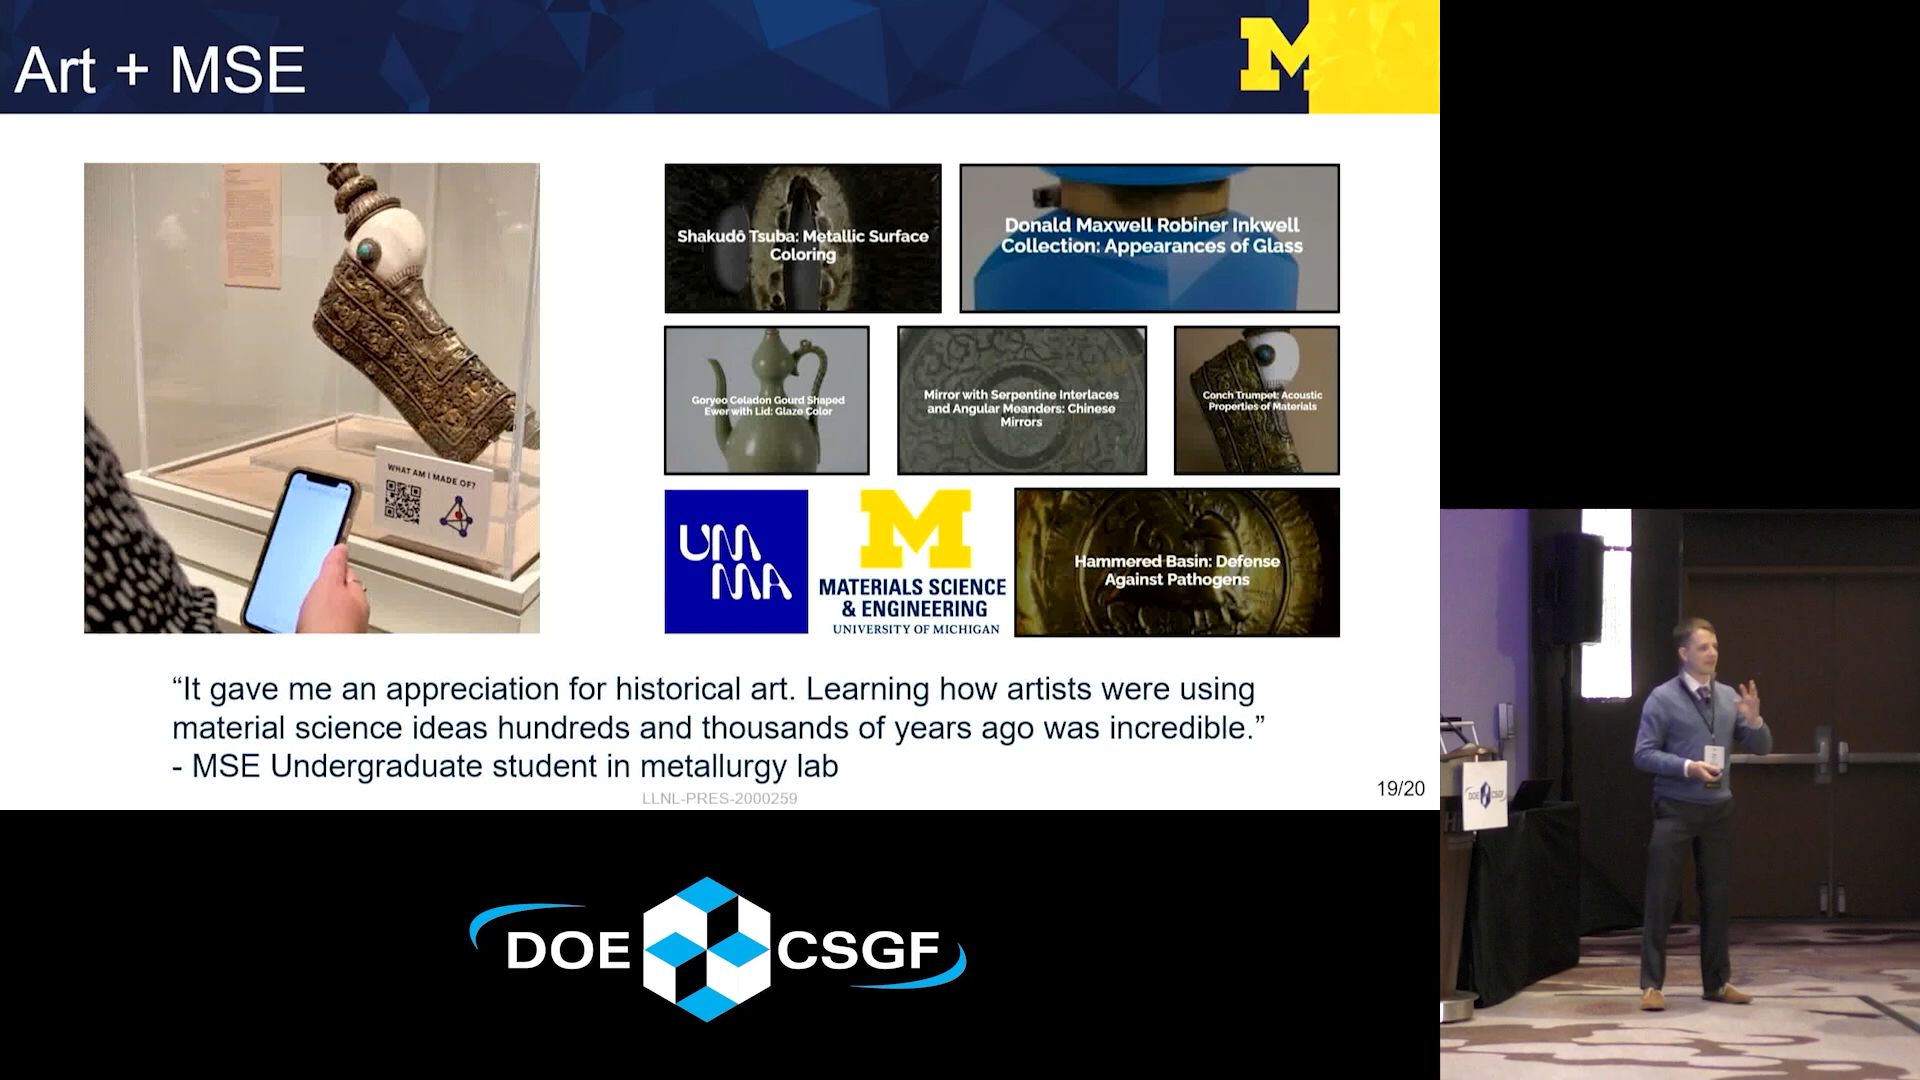 Art + MSE
WHAT AM I MADE OF?
Shakudō Tsuba: Metallic Surface
Coloring
Donald Maxwell Robiner Inkwell
Collection: Appearances of Glass
Goryeo Celadon Gourd Shaped
Ewer with Lid: Glaze Color
Mirror with Serpentine Interlaces
and Angular Meanders: Chinese
Mirrors
Conch Trumpet: Acoustic
Properties of Materials
UM
MA
M
MATERIALS SCIENCE
& ENGINEERING
UNIVERSITY OF MICHIGAN
Hammered Basin: Defense
Against Pathogens
“It gave me an appreciation for historical art. Learning how artists were using
material science ideas hundreds and thousands of years ago was incredible.”
- MSE Undergraduate student in metallurgy lab
LLNL-PRES-2000259
19/20
DOE CSGF
DOE CSGF